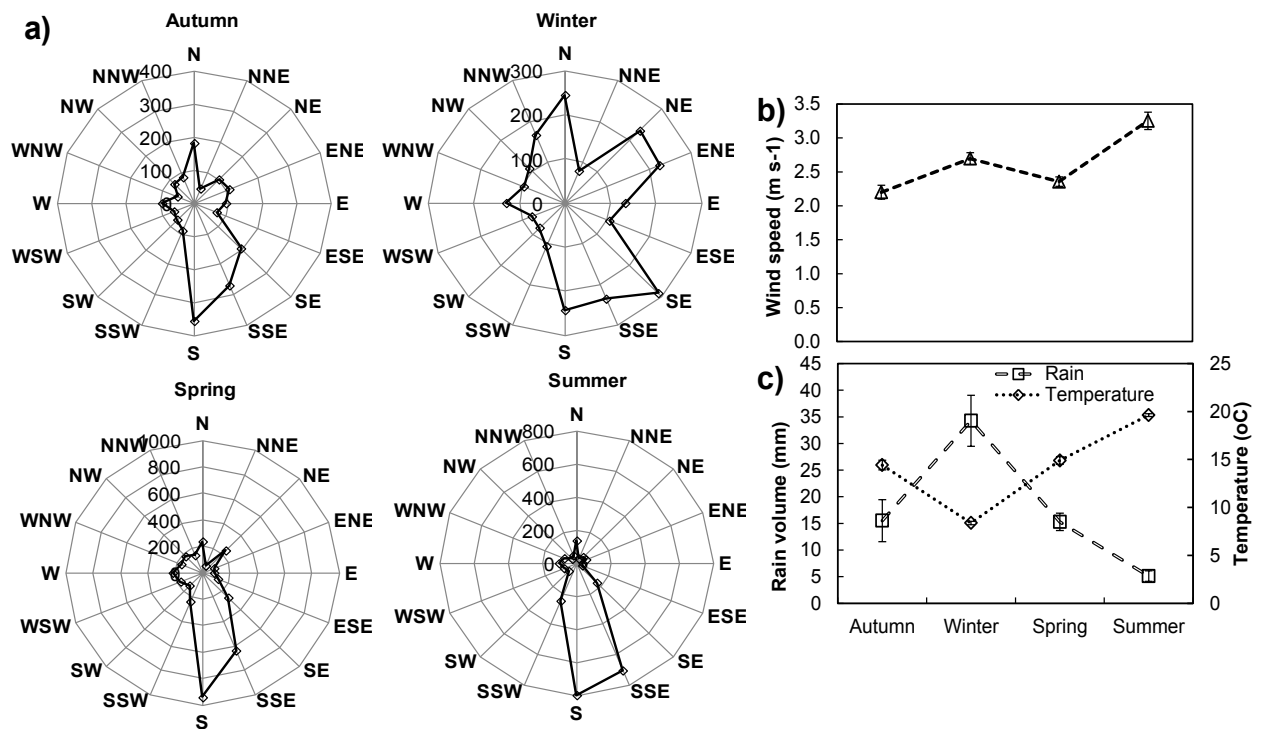 a)
Autumn
N
NNE
NE
ENE
E
ESE
SE
SSE
S
SSW
SW
WSW
W
WNW
NW
NNW
400
300
200
100
0
Winter
N
NNE
NE
ENE
E
ESE
SE
SSE
S
SSW
SW
WSW
W
WNW
NW
NNW
300
200
100
0
Spring
N
NNE
NE
ENE
E
ESE
SE
SSE
S
SSW
SW
WSW
W
WNW
NW
NNW
1000
800
600
400
200
0
Summer
N
NNE
NE
ENE
E
ESE
SE
SSE
S
SSW
SW
WSW
W
WNW
NW
NNW
800
600
400
200
0
b)
Wind speed (m s-1)
3.5
3.0
2.5
2.0
1.5
1.0
0.5
0.0
c)
Rain volume (mm)
45
40
35
30
25
20
15
10
5
0
Rain
Temperature
25
20
15
10
5
0
Temperature (oC)
Autumn Winter Spring Summer